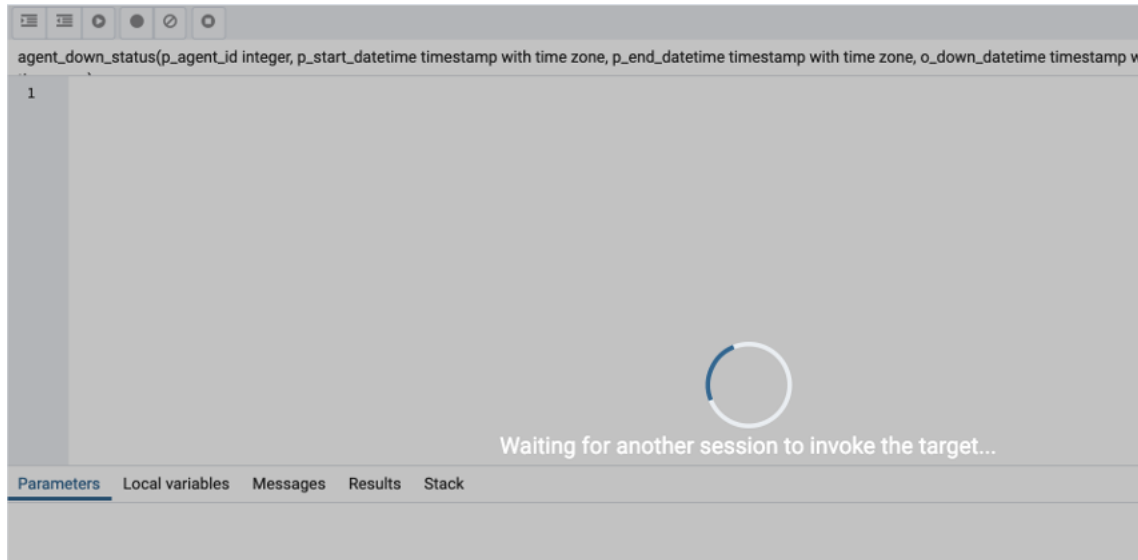 agent_down_status(p_agent_id integer, p_start_datetime timestamp with time zone, p_end_datetime timestamp with time zone, o_down_datetime timestamp
1
Waiting for another session to invoke the target...
Parameters Local variables Messages Results Stack